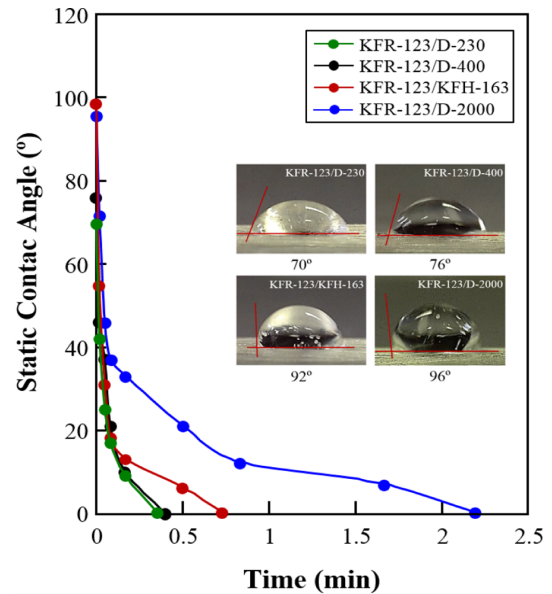 KFR-123/D-230
KFR-123/D-400
KFR-123/KFH-163
KFR-123/D-2000
Static Contac Angle (º)
120
100
80
60
40
20
0
KFR-123/D-230
KFR-123/D-400
70º
76º
KFR-123/KFH-163
KFR-123/D-2000
92º
96º
0
0.5
1
1.5
2
2.5
Time (min)